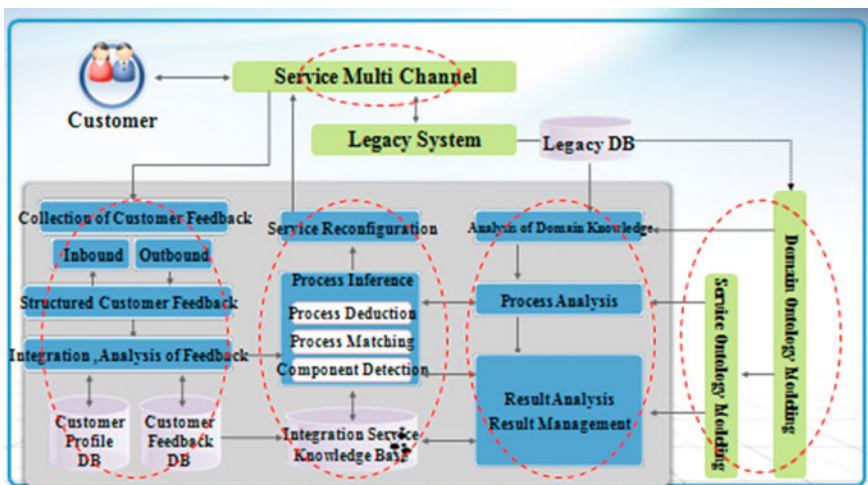 Service Multi Channel
Customer
Legacy System
Legacy DB
Collection of Customer Feedback
Inbound
Outbound
Structured Customer Feedback
Integration ,Analysis of Feedback
Customer
Profile
DB
Customer
Feedback
DB
Service Reconfiguration
Process Inference
Process Deduction
Process Matching
Component Detection
Integration Service
Knowledge Base
Analysis of Domain Knowledge
Process Analysis
Result Analysis
Result Management
Service Ontology Modeling
Domain Ontology Modeling